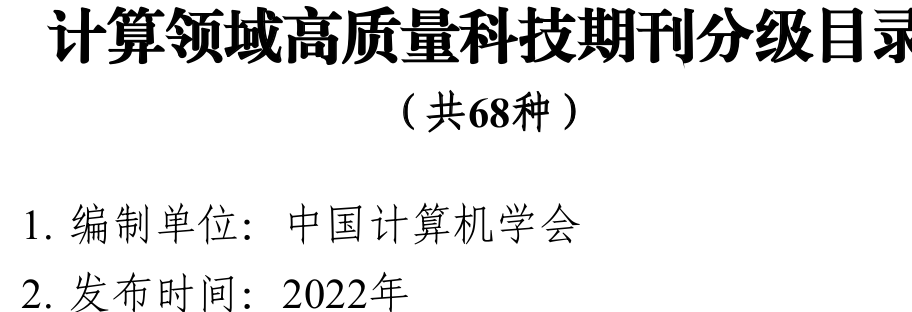 计算领域高质量科技期刊分级目录
（共68种）
1. 编制单位：中国计算机学会
2. 发布时间：2022年